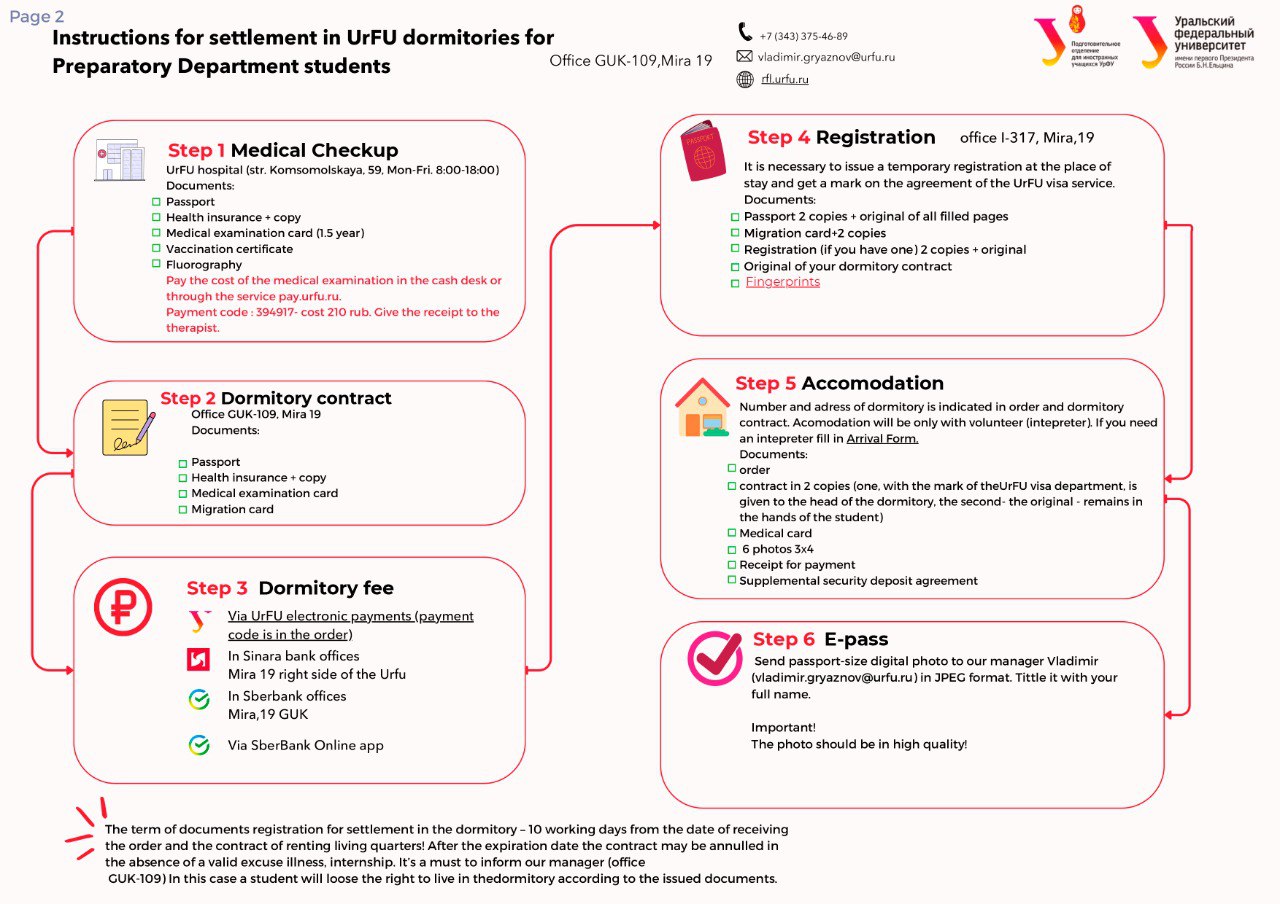 Page 2
Instructions for settlement in UrFU dormitories for
Preparatory Department students
Office GUK-109,Mira 19
+7 (343) 375-46-89
vladimir.gryaznov@urfu.ru
rfl.urfu.ru
Подготовительное
отделение
для иностранных
учащихся УрФУ
Уральский
федеральный
университет
имени первого Президента
России Б.Н.Ельцина
Step 1 Medical Checkup
UrFU hospital (str. Komsomolskaya, 59, Mon-Fri. 8:00-18:00)
Documents:
Passport
Health insurance + copy
Medical examination card (1.5 year)
Vaccination certificate
Fluorography
Pay the cost of the medical examination in the cash desk or
through the service pay.urfu.ru.
Payment code : 394917- cost 210 rub. Give the receipt to the
therapist.
Step 2 Dormitory contract
Office GUK-109, Mira 19
Documents:
Passport
Health insurance + copy
Medical examination card
Migration card
Step 3 Dormitory fee
Via UrFU electronic payments (payment
code is in the order)
In Sinara bank offices
Mira 19 right side of the Urfu
In Sberbank offices
Mira,19 GUK
Via SberBank Online app
PASSPORT
Step 4 Registration office I-317, Mira,19
It is necessary to issue a temporary registration at the place of
stay and get a mark on the agreement of the UrFU visa service.
Documents:
Passport 2 copies + original of all filled pages
Migration card+2 copies
Registration (if you have one) 2 copies + original
Original of your dormitory contract
Fingerprints
Step 5 Accomodation
Number and adress of dormitory is indicated in order and dormitory
contract. Acomodation will be only with volunteer (intepreter). If you need
an intepreter fill in Arrival Form.
Documents:
order
contract in 2 copies (one, with the mark of theUrFU visa department, is
given to the head of the dormitory, the second- the original - remains in
the hands of the student)
Medical card
6 photos 3x4
Receipt for payment
Supplemental security deposit agreement
Step 6 E-pass
Send passport-size digital photo to our manager Vladimir
(vladimir.gryaznov@urfu.ru) in JPEG format. Tittle it with your
full name.
Important!
The photo should be in high quality!
The term of documents registration for settlement in the dormitory – 10 working days from the date of receiving
the order and the contract of renting living quarters! After the expiration date the contract may be annulled in
the absence of a valid excuse illness, internship. It's a must to inform our manager (office
GUK-109) In this case a student will loose the right to live in thedormitory according to the issued documents.